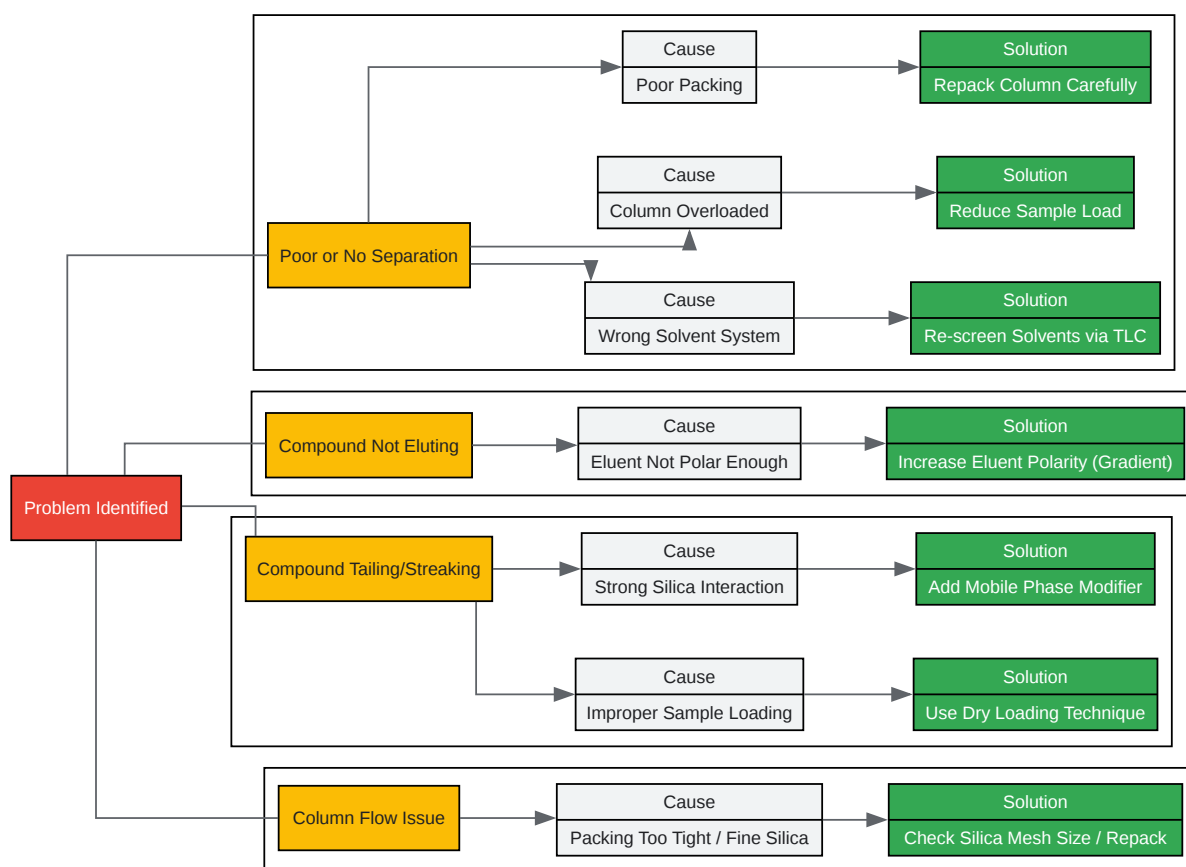 Cause
Poor Packing
Solution
Repack Column Carefully
Cause
Column Overloaded
Solution
Reduce Sample Load
Poor or No Separation
Cause
Wrong Solvent System
Solution
Re-screen Solvents via TLC
Compound Not Eluting
Cause
Eluent Not Polar Enough
Solution
Increase Eluent Polarity (Gradient)
Problem Identified
Compound Tailing/Streaking
Cause
Strong Silica Interaction
Solution
Add Mobile Phase Modifier
Cause
Improper Sample Loading
Solution
Use Dry Loading Technique
Column Flow Issue
Cause
Packing Too Tight / Fine Silica
Solution
Check Silica Mesh Size / Repack